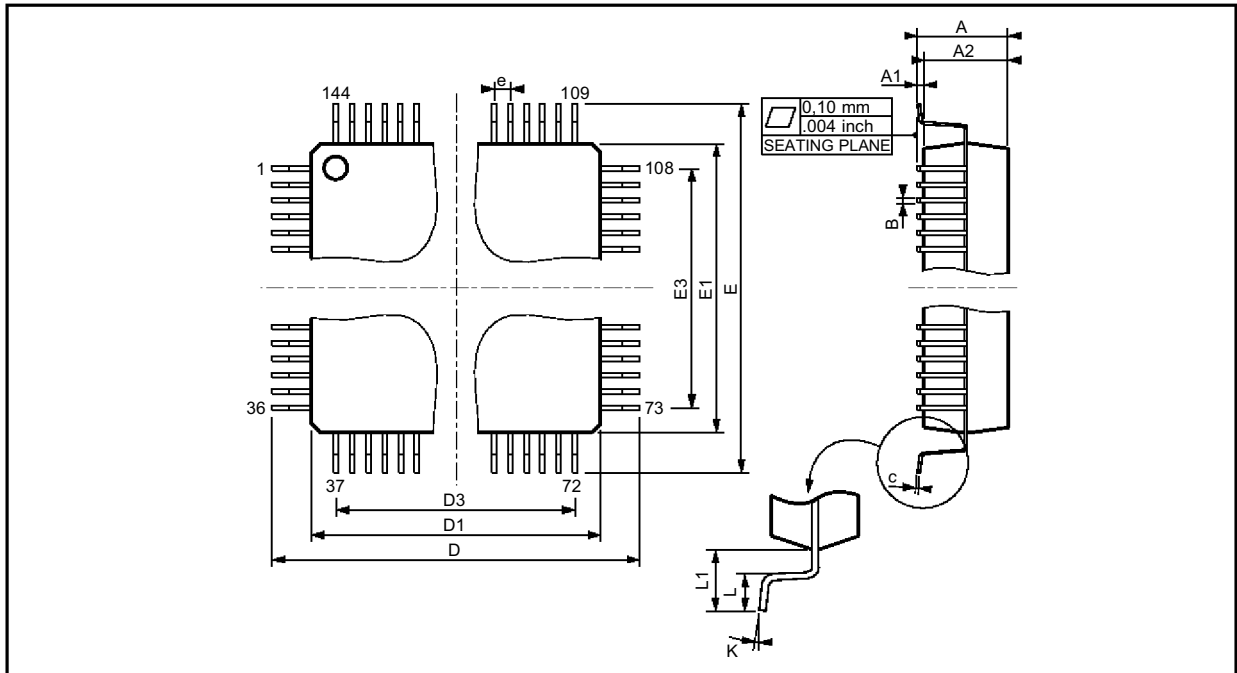 A
A2
A1
e
144
109
0,10 mm
.004 inch
SEATING PLANE
1
108
B
E3
E1
E
36
73
37
72
D3
D1
D
c
L1
L
K